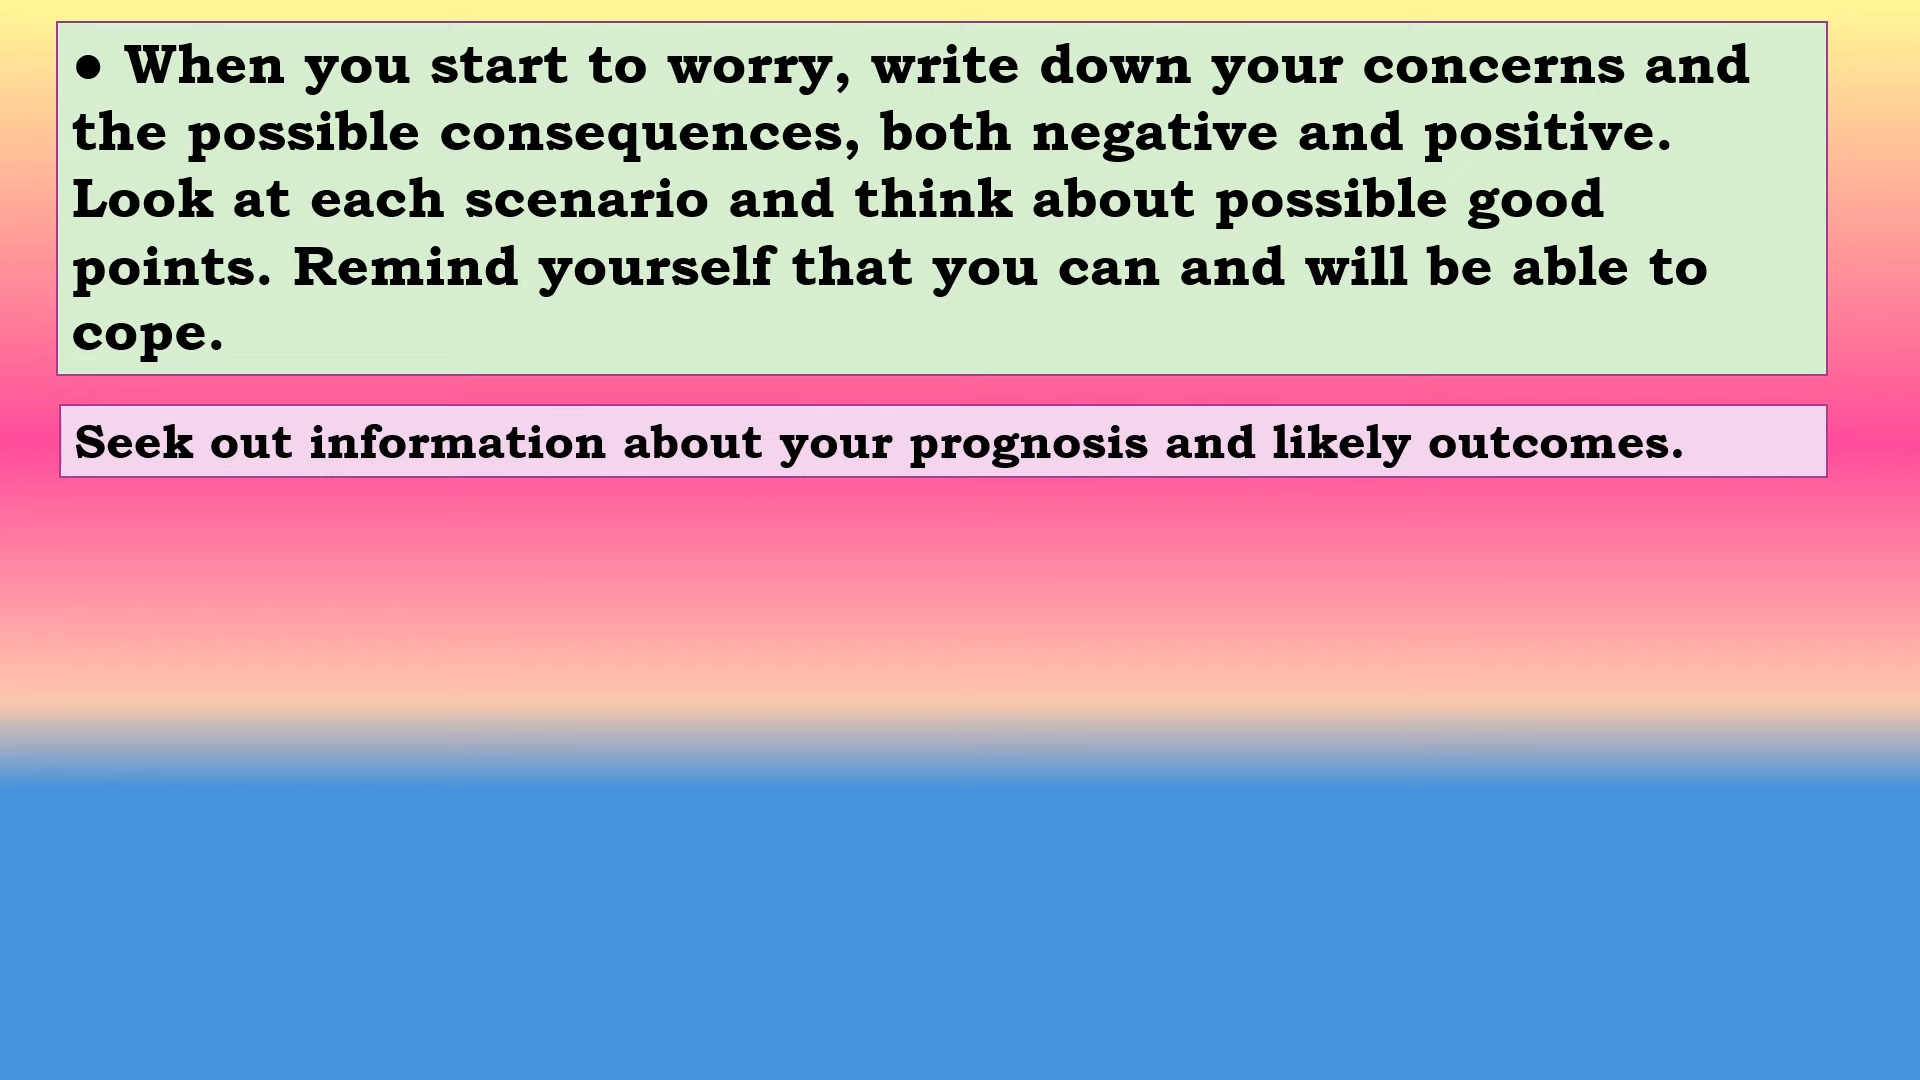 ● When you start to worry, write down your concerns and
the possible consequences, both negative and positive.
Look at each scenario and think about possible good
points. Remind yourself that you can and will be able to
cope.
Seek out information about your prognosis and likely outcomes.